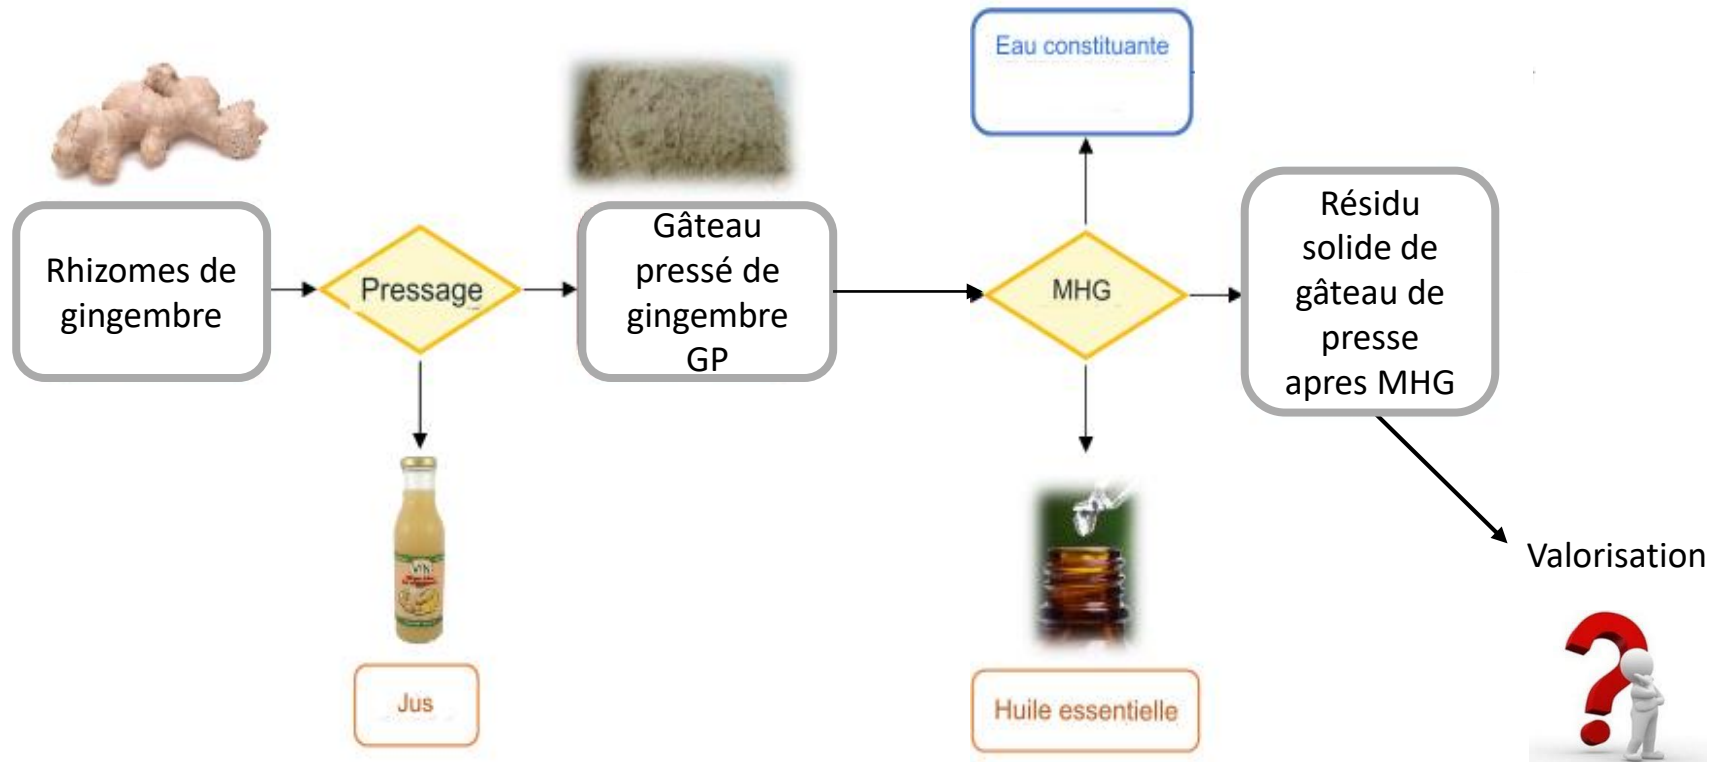 Rhizomes de
gingembre
Pressage
Jus
Gâteau
pressé de
gingembre
GP
MHG
Eau constituante
Huile essentielle
Résidu
solide de
gâteau de
presse
apres MHG
Valorisation